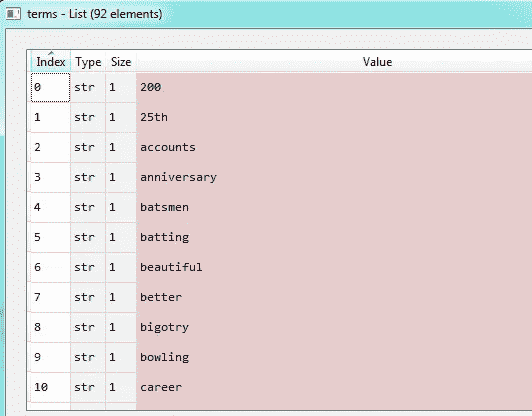 terms - List (92 elements)
Index Type Size Value
0 str 1 200
1 str 1 25th
2 str 1 accounts
3 str 1 anniversary
4 str 1 batsmen
5 str 1 batting
6 str 1 beautiful
7 str 1 better
8 str 1 bigotry
9 str 1 bowling
10 str 1 career